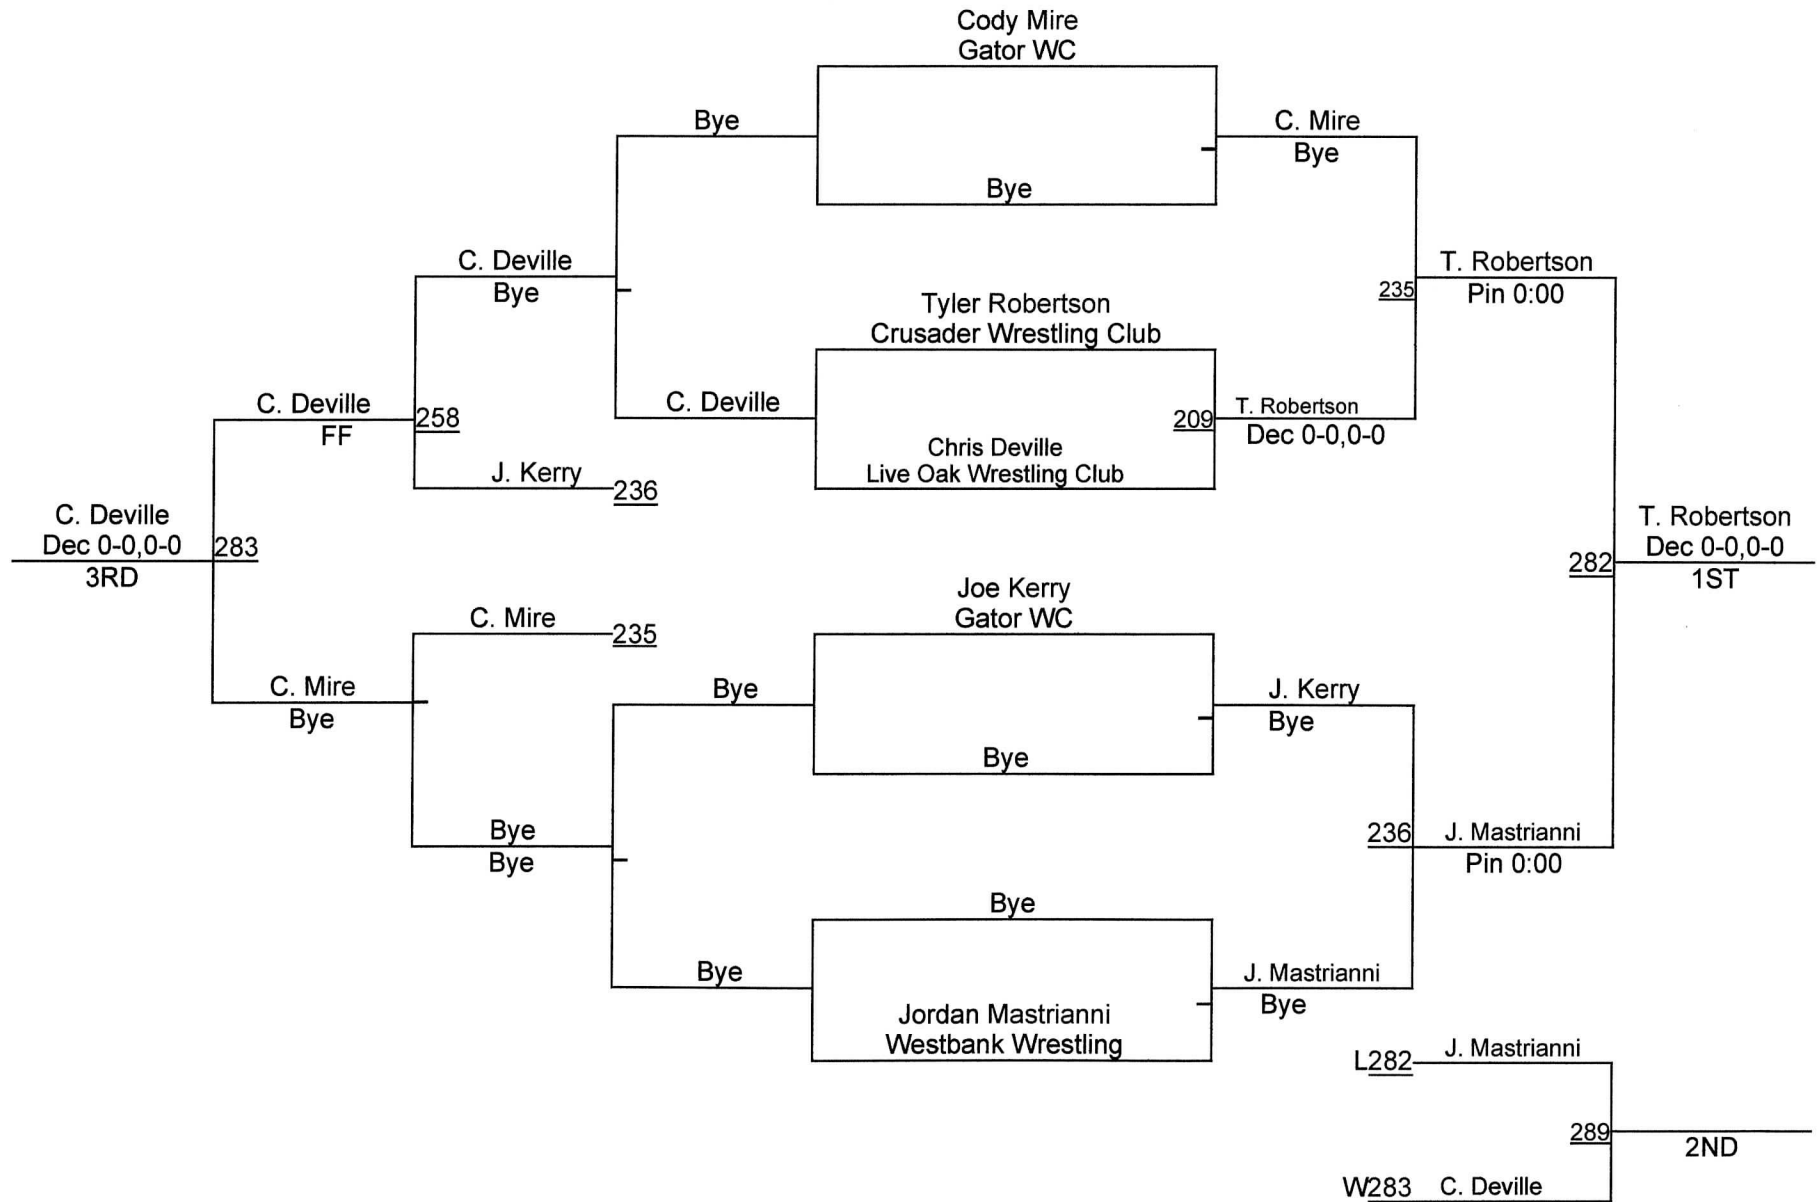 Cody Mire
Gator WC
Bye
C. Mire
Bye
Bye
C. Deville
Bye
T. Robertson
Pin 0:00
235
Tyler Robertson
Crusader Wrestling Club
C. Deville
FF
258
C. Deville
209
T. Robertson
Dec 0-0,0-0
Chris Deville
Live Oak Wrestling Club
J. Kerry
236
C. Deville
Dec 0-0,0-0
283
3RD
T. Robertson
Dec 0-0,0-0
282
1ST
Joe Kerry
Gator WC
C. Mire
235
C. Mire
Bye
Bye
J. Kerry
Bye
Bye
Bye
Bye
236
J. Mastrianni
Pin 0:00
Bye
Bye
J. Mastrianni
Bye
Jordan Mastrianni
Westbank Wrestling
L282
J. Mastrianni
289
2ND
W283
C. Deville